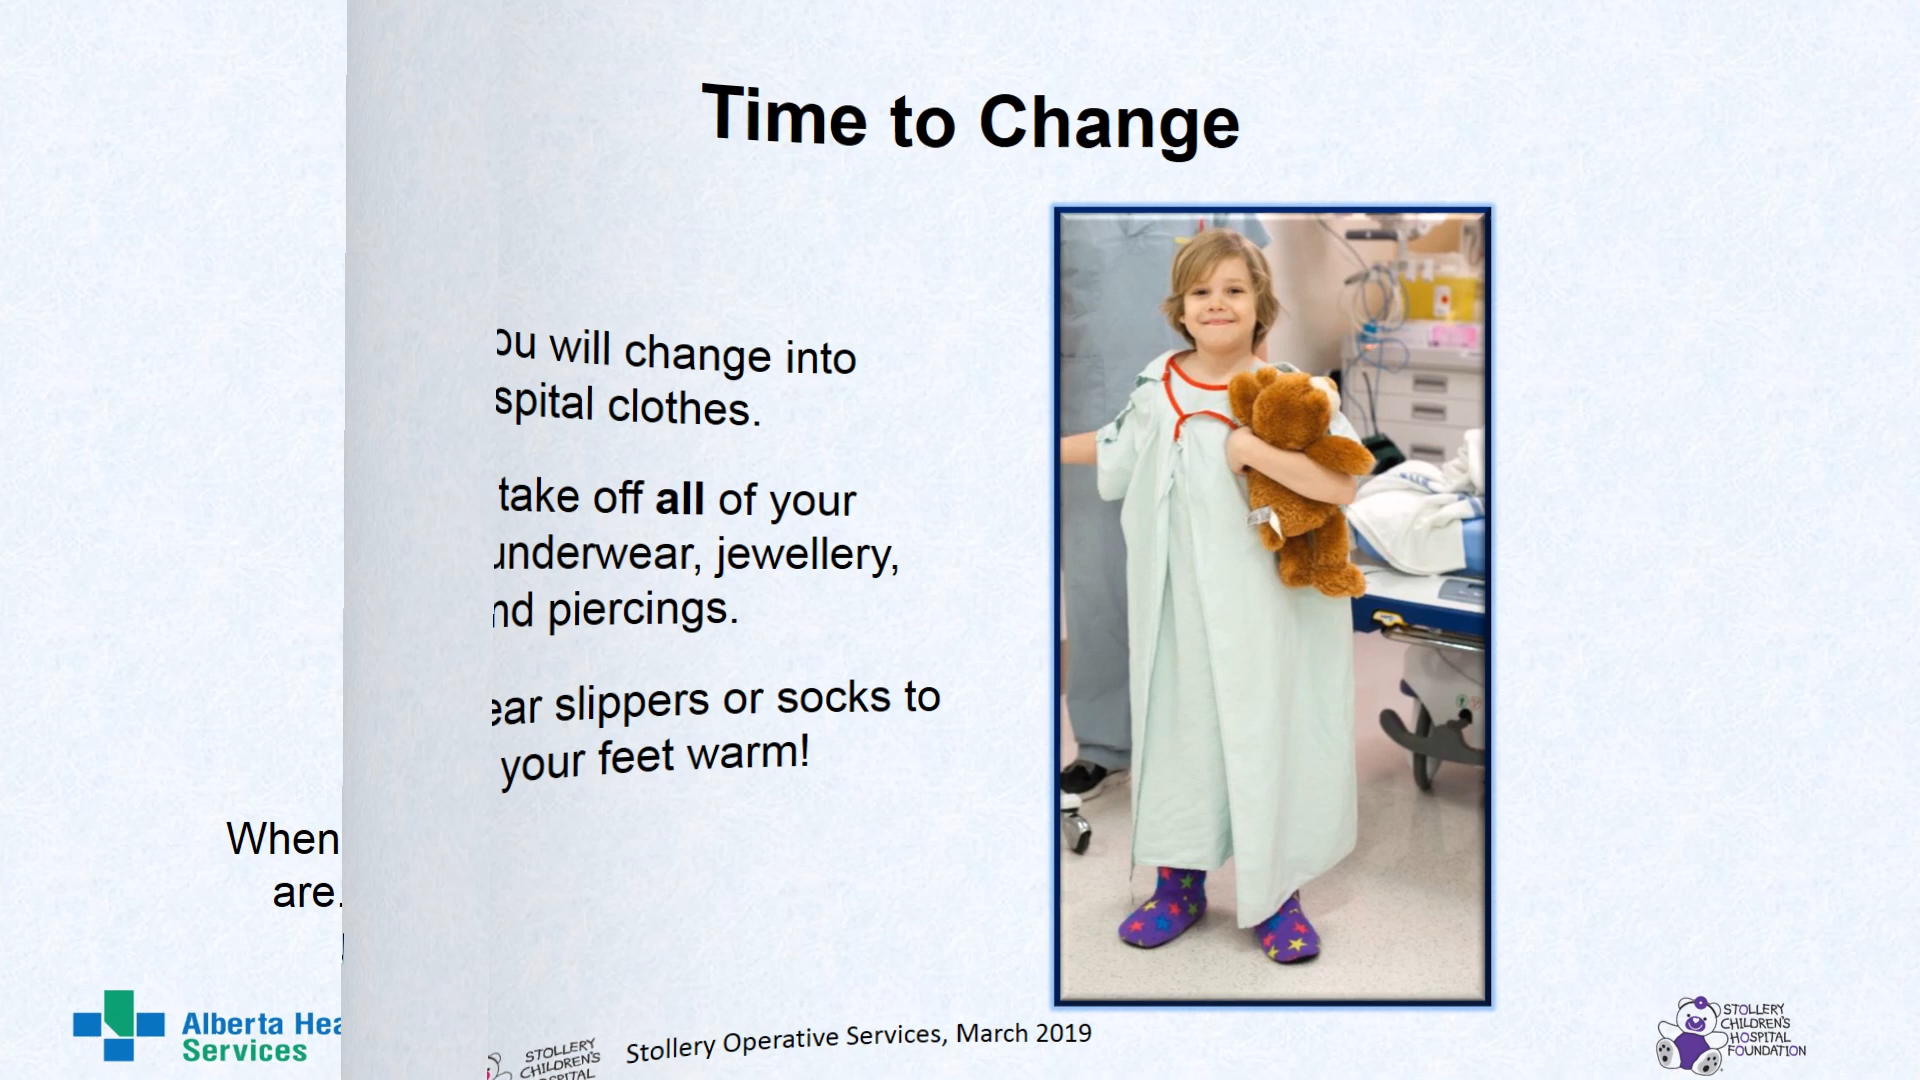 Time to Change
ou will change into
spital clothes.
take off all of your
underwear, jewellery,
nd piercings.
ear slippers or socks to
your feet warm!
When
are.
Alberta Hea
Services
STOLLERY
CHILDREN'S
SPITAL
Stollery Operative Services, March 2019
STOLLERY
CHILDREN'S
HOSPITAL
FOUNDATION